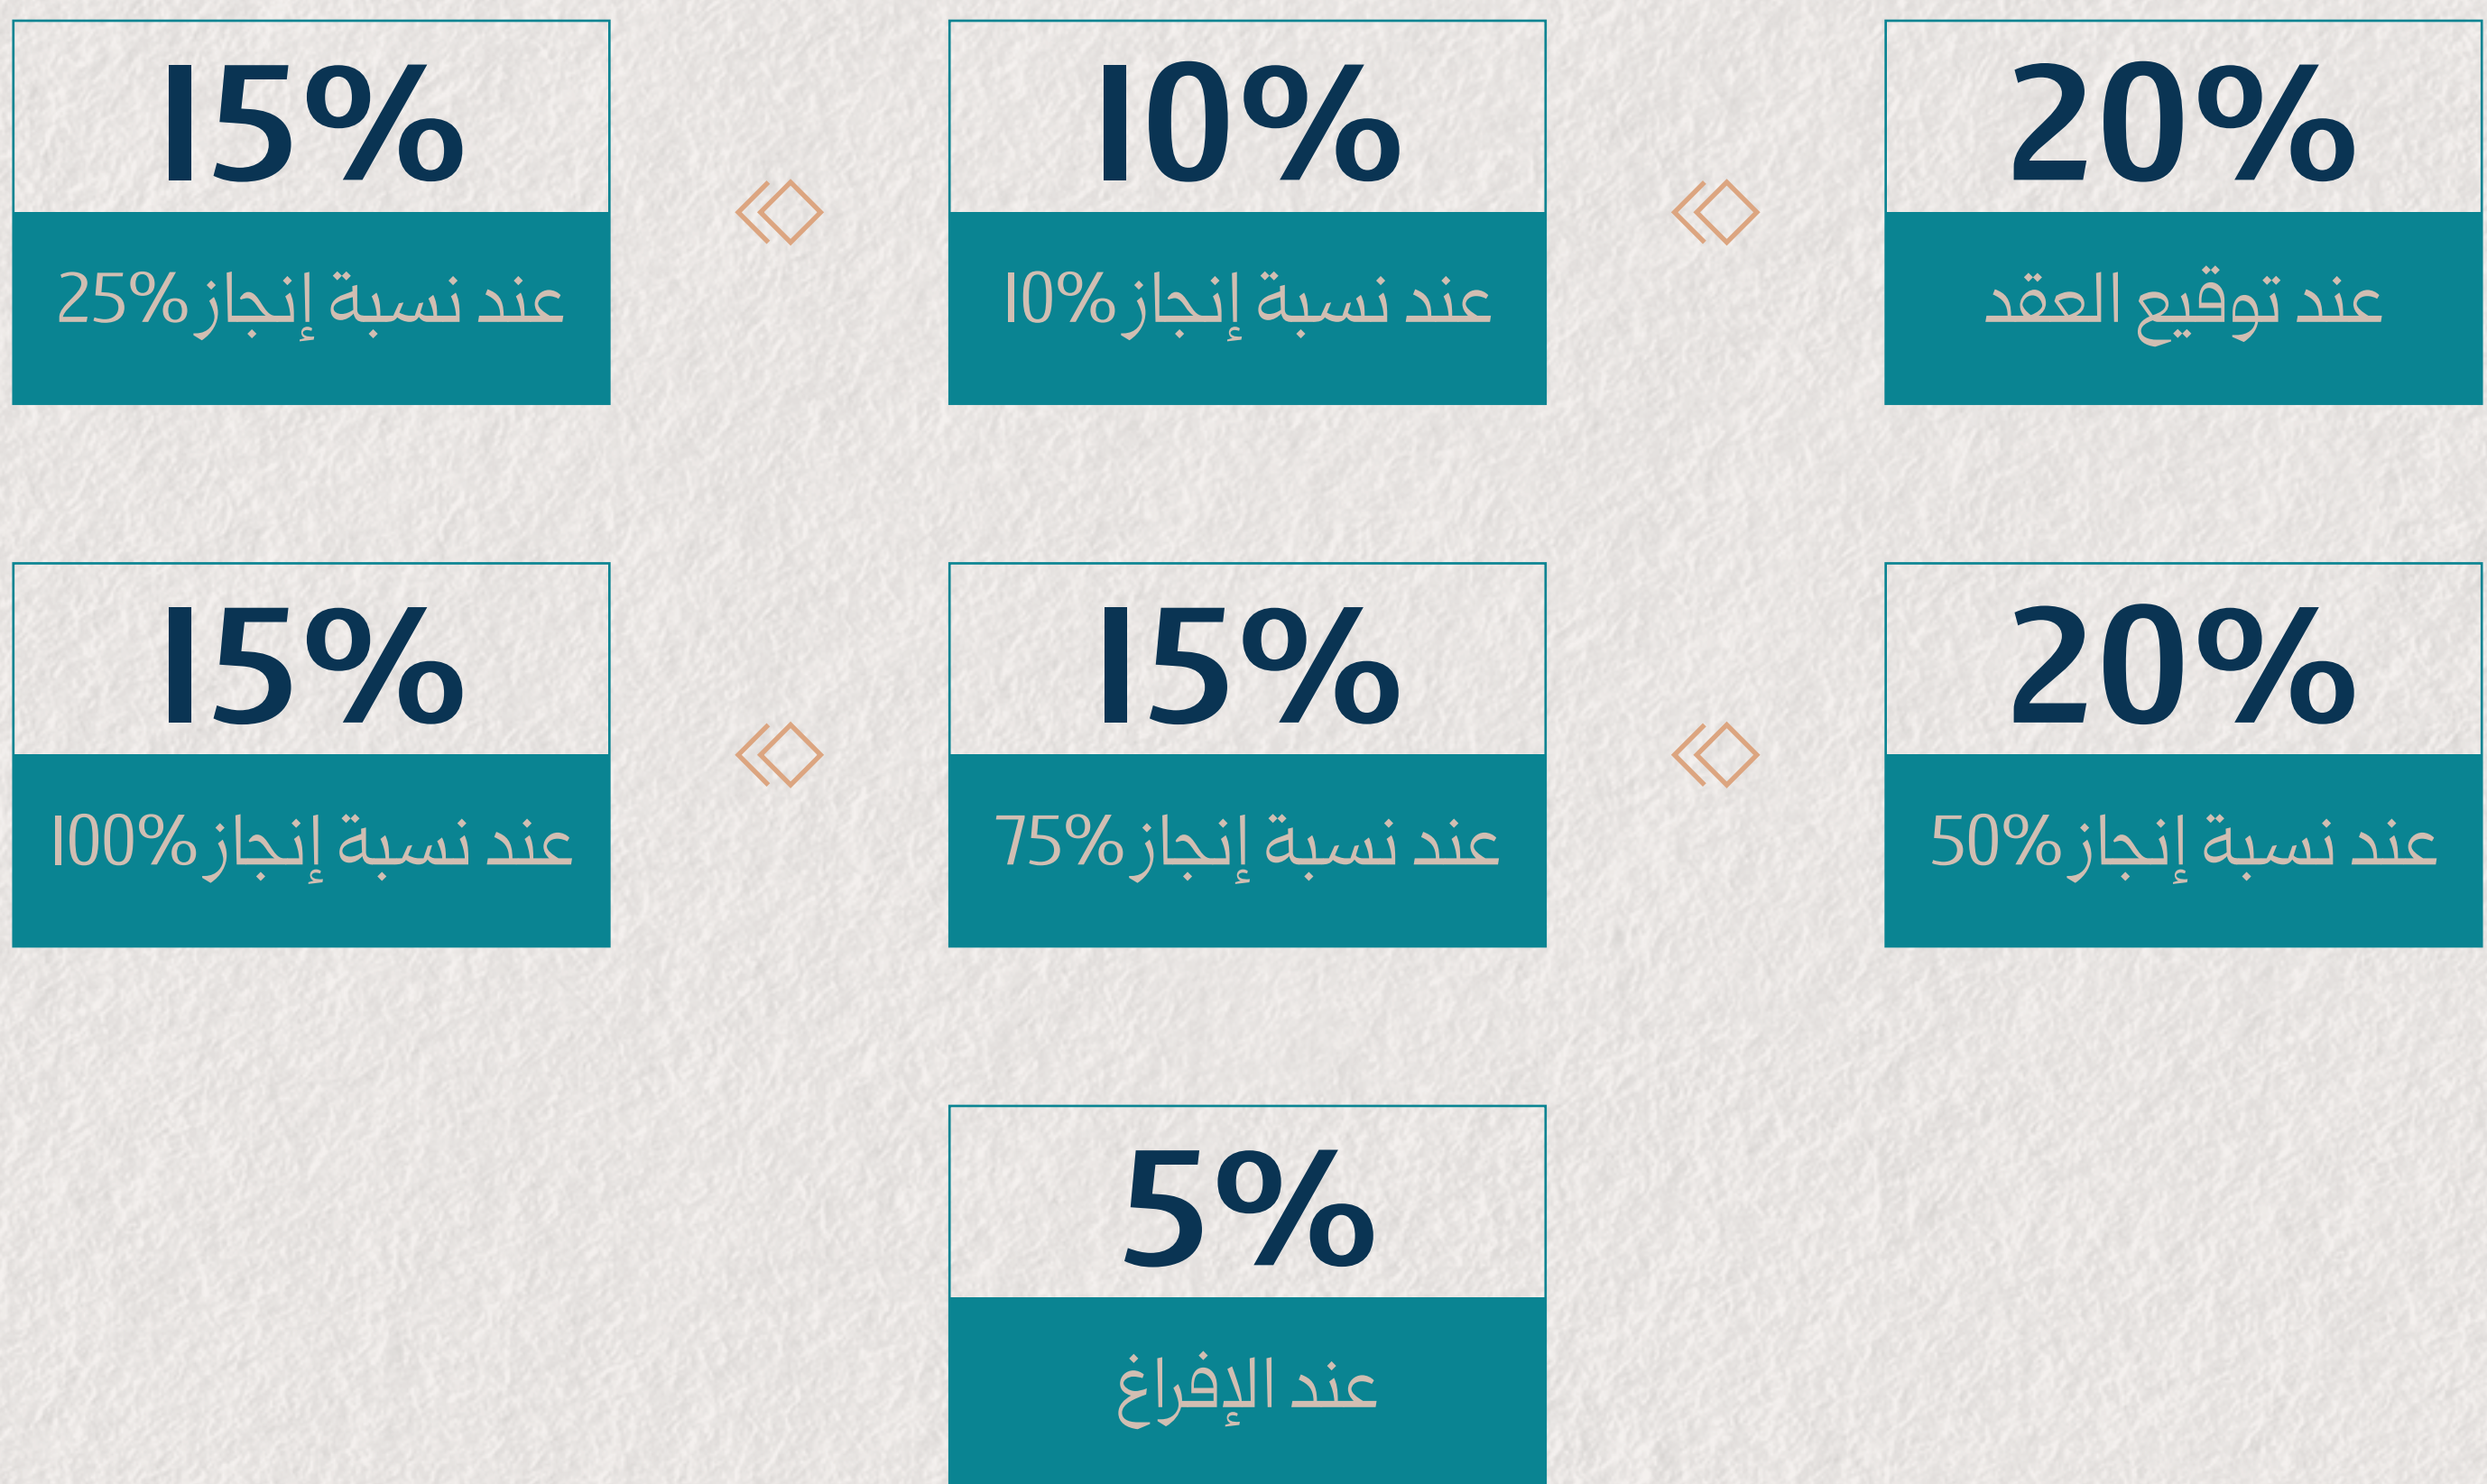 20%
عند توقيع العقد
10%
عند نسبة إنجاز 10%
15%
عند نسبة إنجاز 25%
20%
عند نسبة إنجاز 50%
15%
عند نسبة إنجاز 75%
15%
عند نسبة إنجاز 100%
5%
عند الإفراغ